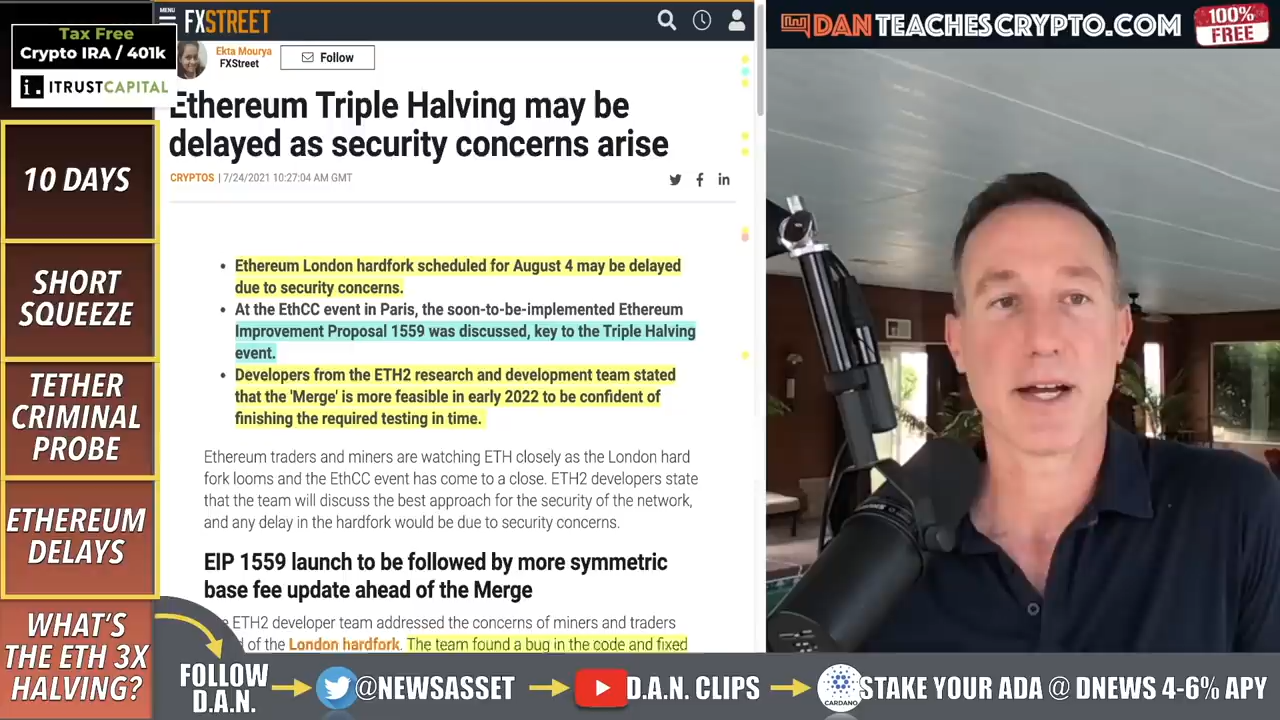 Tax Free
Crypto IRA / 401k
ITRUSTCAPITAL
10 DAYS
SHORT
SQUEEZE
TETHER
CRIMINAL
PROBE
ETHEREUM
DELAYS
WHAT'S
THE ETH 3X
HALVING?
MENU
FXSTREET
Ekta Mourya
FXStreet
Follow
Ethereum Triple Halving may be
delayed as security concerns arise
CRYPTOS | 7/24/2021 10:27:04 AM GMT
• Ethereum London hardfork scheduled for August 4 may be delayed
due to security concerns.
• At the EthCC event in Paris, the soon-to-be-implemented Ethereum
Improvement Proposal 1559 was discussed, key to the Triple Halving
event.
• Developers from the ETH2 research and development team stated
that the 'Merge' is more feasible in early 2022 to be confident of
finishing the required testing in time.
Ethereum traders and miners are watching ETH closely as the London hard
fork looms and the EthCC event has come to a close. ETH2 developers state
that the team will discuss the best approach for the security of the network,
and any delay in the hardfork would be due to security concerns.
EIP 1559 launch to be followed by more symmetric
base fee update ahead of the Merge
ETH2 developer team addressed the concerns of miners and traders
of the London hardfork. The team found a bug in the code and fixed
DANTEACHESCRYPTO.COM
100%
FREE
FOLLOW
D.A.N.
@NEWSASSET
D.A.N. CLIPS
CARDANO
STAKE YOUR ADA @ DNEWS 4-6% APY